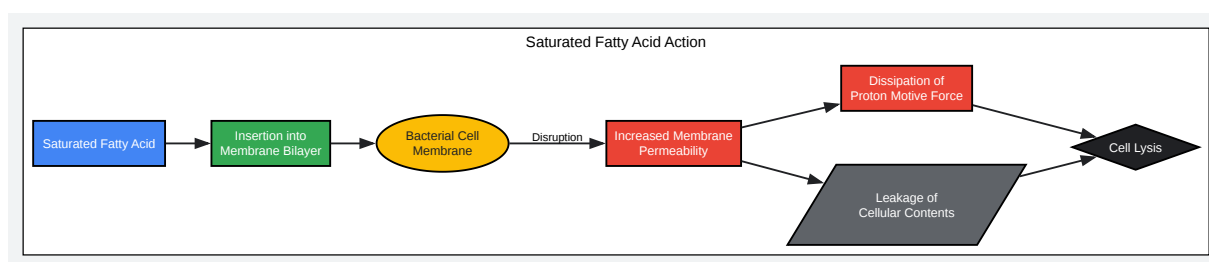 Saturated Fatty Acid Action
Saturated Fatty Acid
Insertion into
Membrane Bilayer
Bacterial Cell
Membrane
Disruption
Increased Membrane
Permeability
Dissipation of
Proton Motive Force
Leakage of
Cellular Contents
Cell Lysis